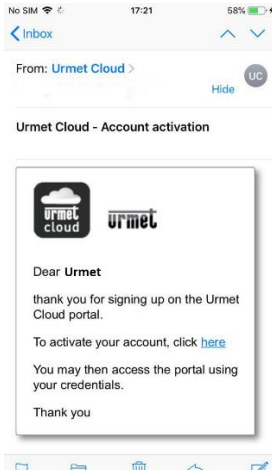 No SIM 17:21 58%
Inbox
From: Urmet Cloud
UC
Hide
Urmet Cloud - Account activation
urmet
cloud
urmet
Dear Urmet
thank you for signing up on the Urmet
Cloud portal.
To activate your account, click here
You may then access the portal using
your credentials.
Thank you